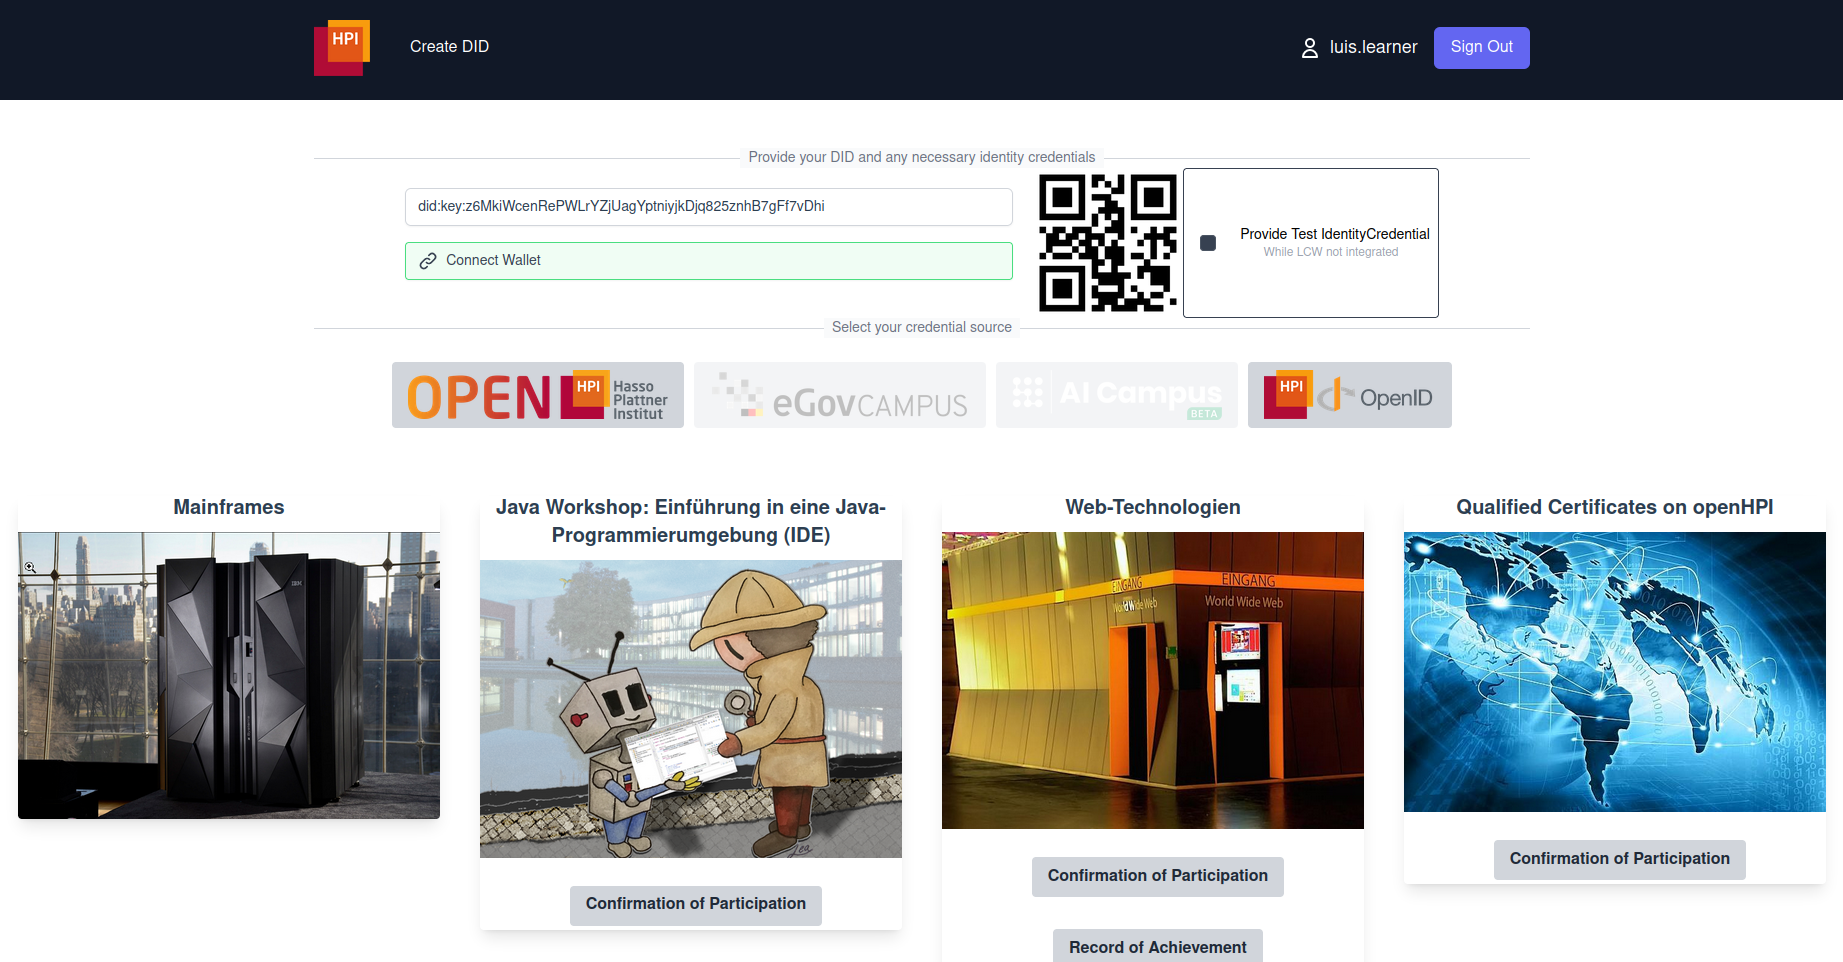 HPI
Create DID
luis.learner
Sign Out
Provide your DID and any necessary identity credentials
did:key:z6MkiWcenRePWLrYZjUagYptniyjkDjq825znhB7gFf7vDhi
Connect Wallet
Provide Test IdentityCredential
While LCW not integrated
Select your credential source
OPEN HPI Hasso
Plattner
Institut
eGovCAMPUS
AI Campus
BETA
HPI OpenID
Mainframes
Java Workshop: Einführung in eine Java-
Programmierumgebung (IDE)
Web-Technologien
Qualified Certificates on openHPI
IBM
EINGANG
World Wide Web
EINGANG
World Wide Web
Lea
Confirmation of Participation
Confirmation of Participation
Confirmation of Participation
Record of Achievement